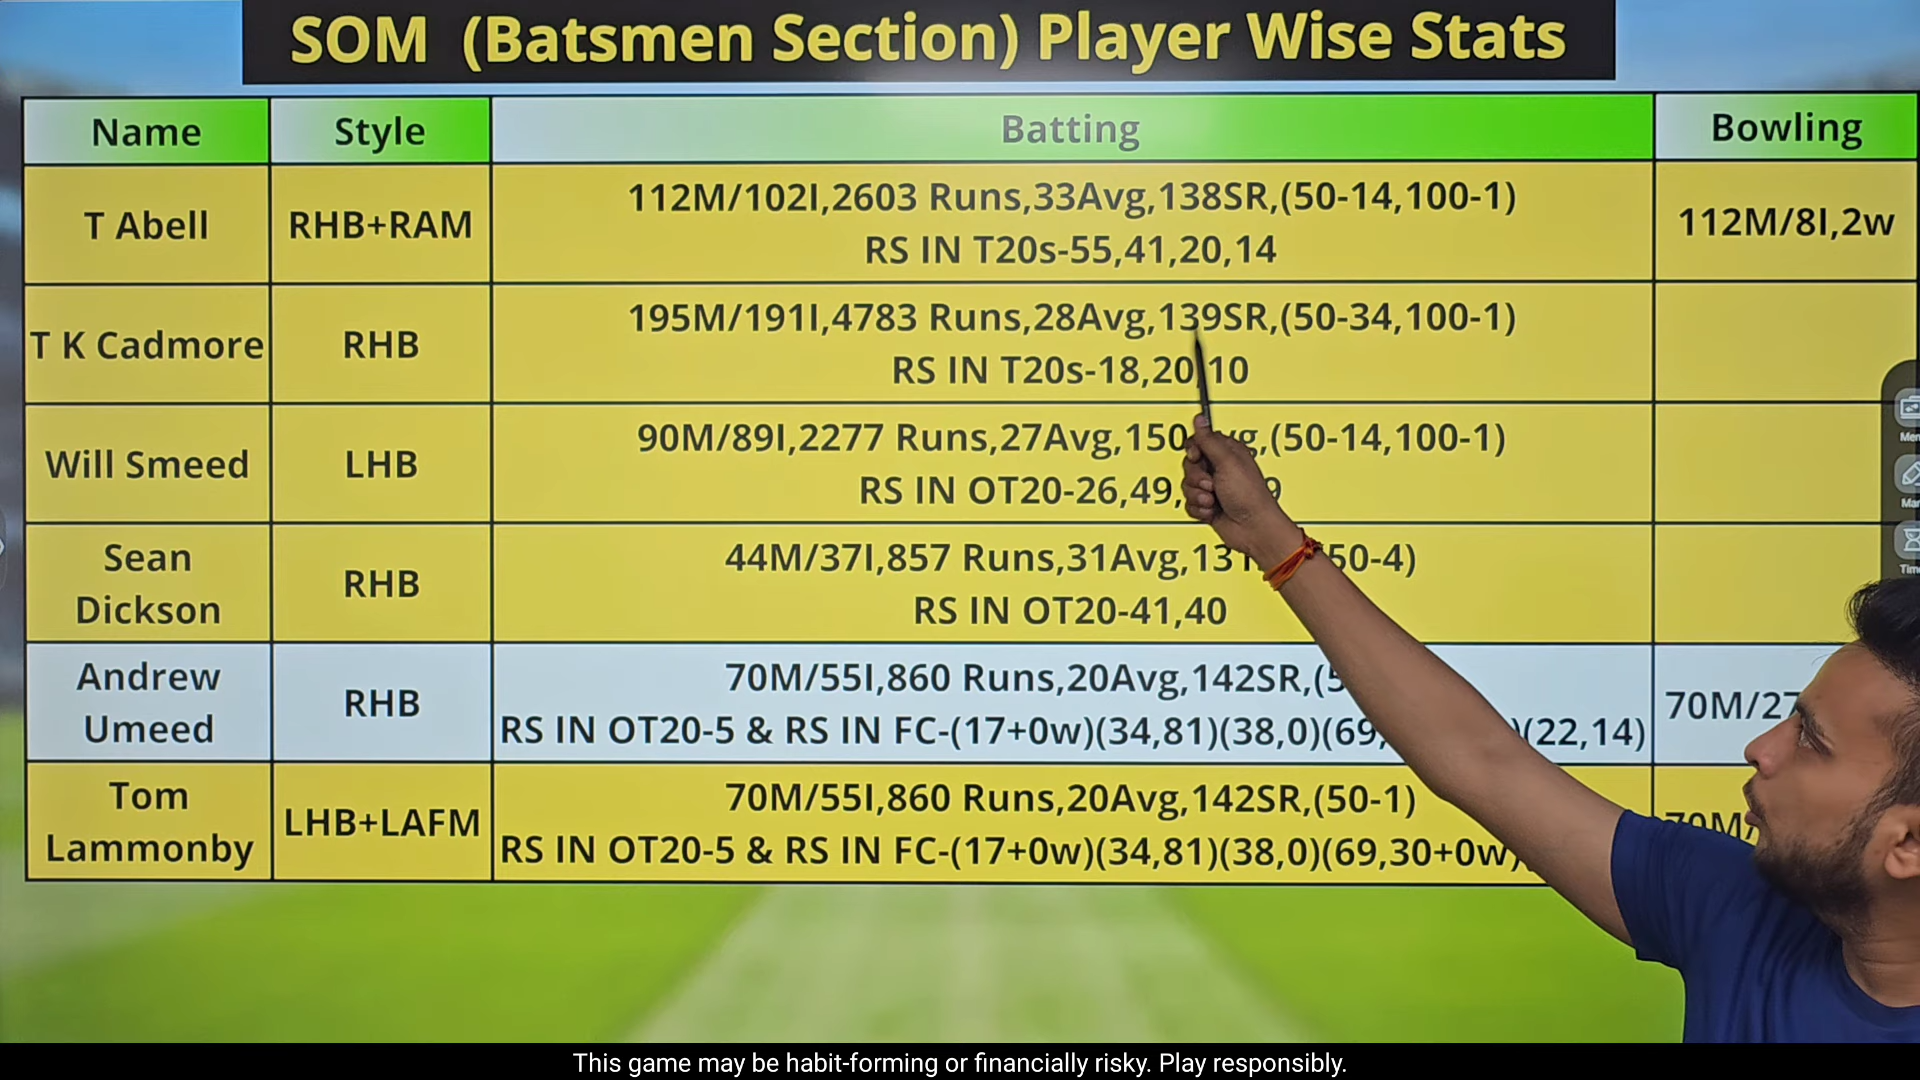 SOM (Batsmen Section) Player Wise Stats
Name Style Batting Bowling
T Abell RHB+RAM
112M/102I,2603 Runs,33Avg,138SR,(50-14,100-1)
RS IN T20s-55,41,20,14
112M/8I,2w
T K Cadmore RHB
195M/191I,4783 Runs,28Avg,139SR,(50-34,100-1)
RS IN T20s-18,20,10
Will Smeed LHB
90M/89I,2277 Runs,27Avg,150 (50-14,100-1)
RS IN OT20-26,49,
Sean
Dickson
RHB
44M/37I,857 Runs,31Avg, 50-4)
RS IN OT20-41,40
Andrew
Umeed
RHB
70M/55I,860 Runs,20Avg,142SR,
RS IN OT20-5 & RS IN FC-(17+0w)(34,81)(38,0)(69, (22,14)
70M/27
Tom
Lammonby
LHB+LAFM
70M/55I,860 Runs,20Avg,142SR,(50-1)
RS IN OT20-5 & RS IN FC-(17+0w)(34,81)(38,0)(69,30+0w)
70M/
This game may be habit-forming or financially risky. Play responsibly.